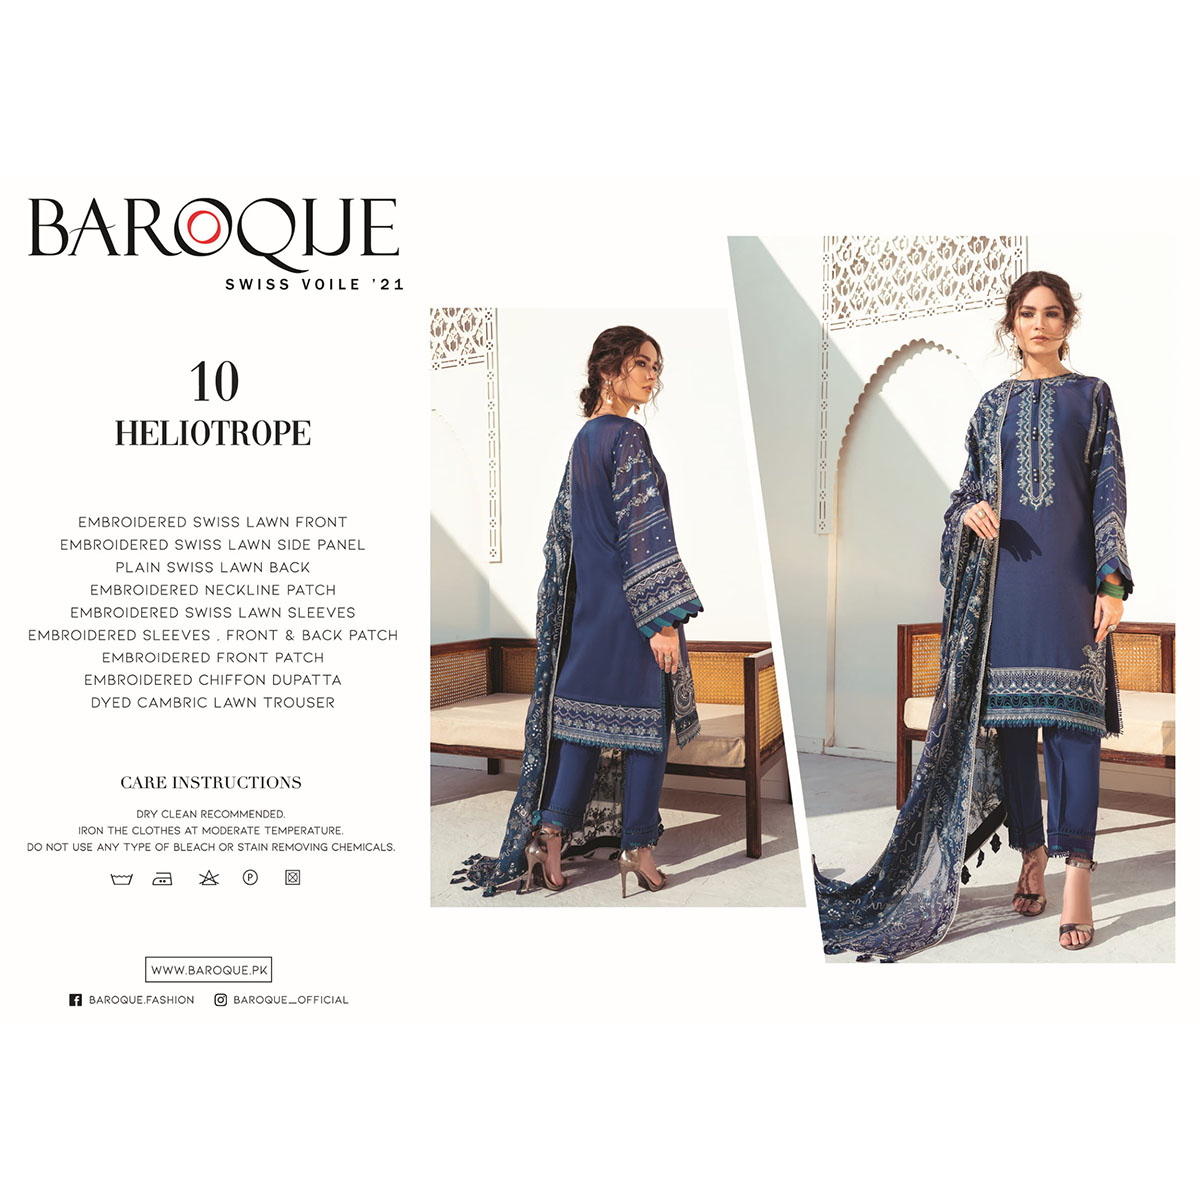 BAROQUE
SWISS VOILE '21
10
HELIOTROPE
EMBROIDERED SWISS LAWN FRONT
EMBROIDERED SWISS LAWN SIDE PANEL
PLAIN SWISS LAWN BACK
EMBROIDERED NECKLINE PATCH
EMBROIDERED SWISS LAWN SLEEVES
EMBROIDERED SLEEVES , FRONT & BACK PATCH
EMBROIDERED FRONT PATCH
EMBROIDERED CHIFFON DUPATTA
DYED CAMBRIC LAWN TROUSER
CARE INSTRUCTIONS
DRY CLEAN RECOMMENDED.
IRON THE CLOTHES AT MODERATE TEMPERATURE.
DO NOT USE ANY TYPE OF BLEACH OR STAIN REMOVING CHEMICALS.
P
WWW.BAROQUE.PK
BAROQUE.FASHION BAROQUE_OFFICIAL